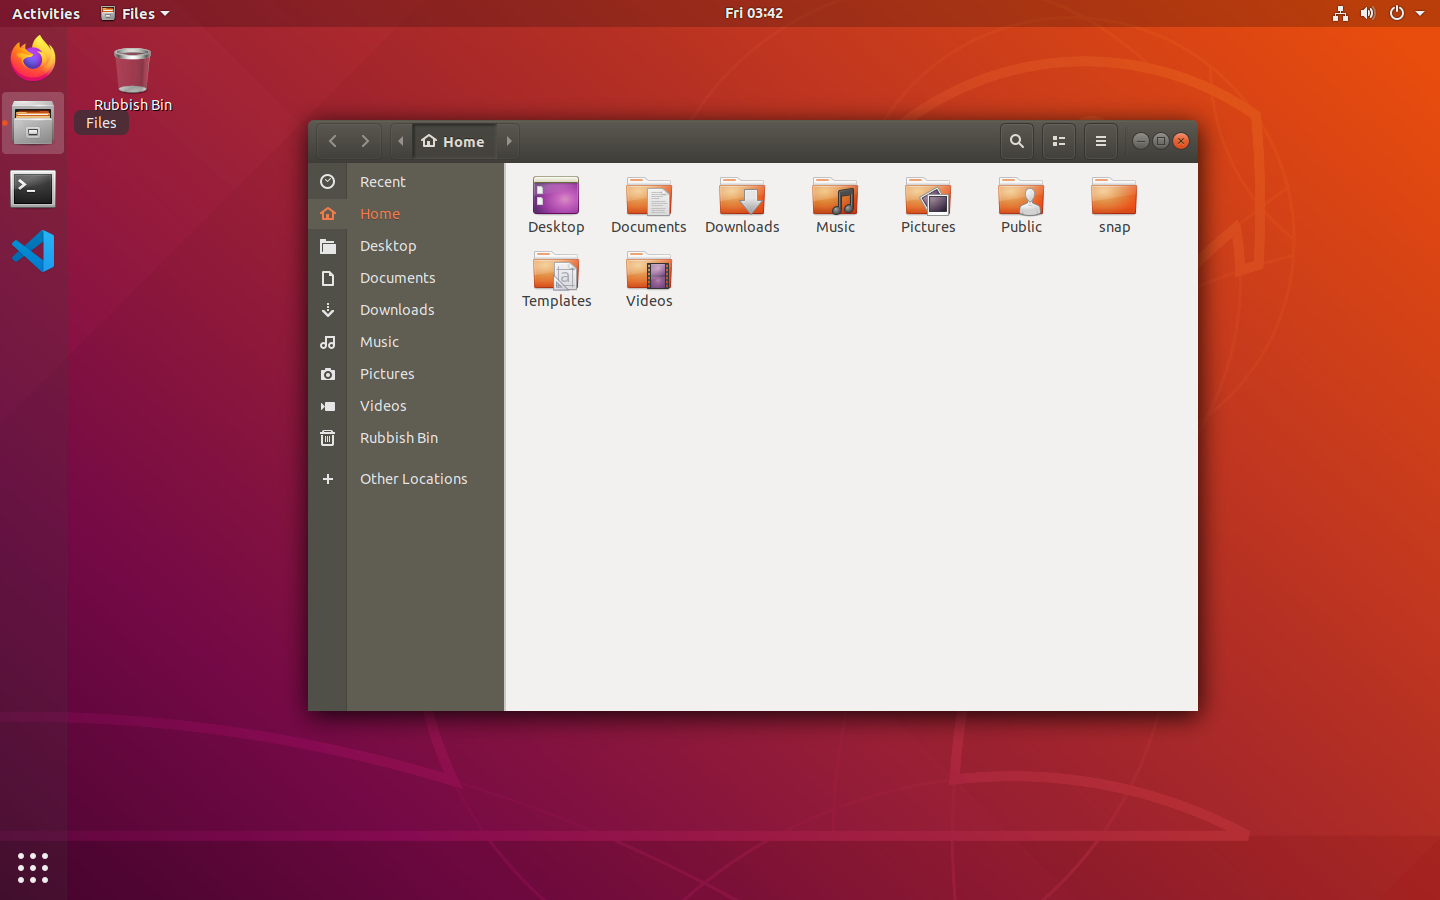 Activities
Files
Fri 03:42
Rubbish Bin
Files
Home
Recent
Home
Desktop
Documents
Downloads
Music
Pictures
Videos
Rubbish Bin
Other Locations
Desktop
Documents
Downloads
Music
Pictures
Public
snap
Templates
Videos